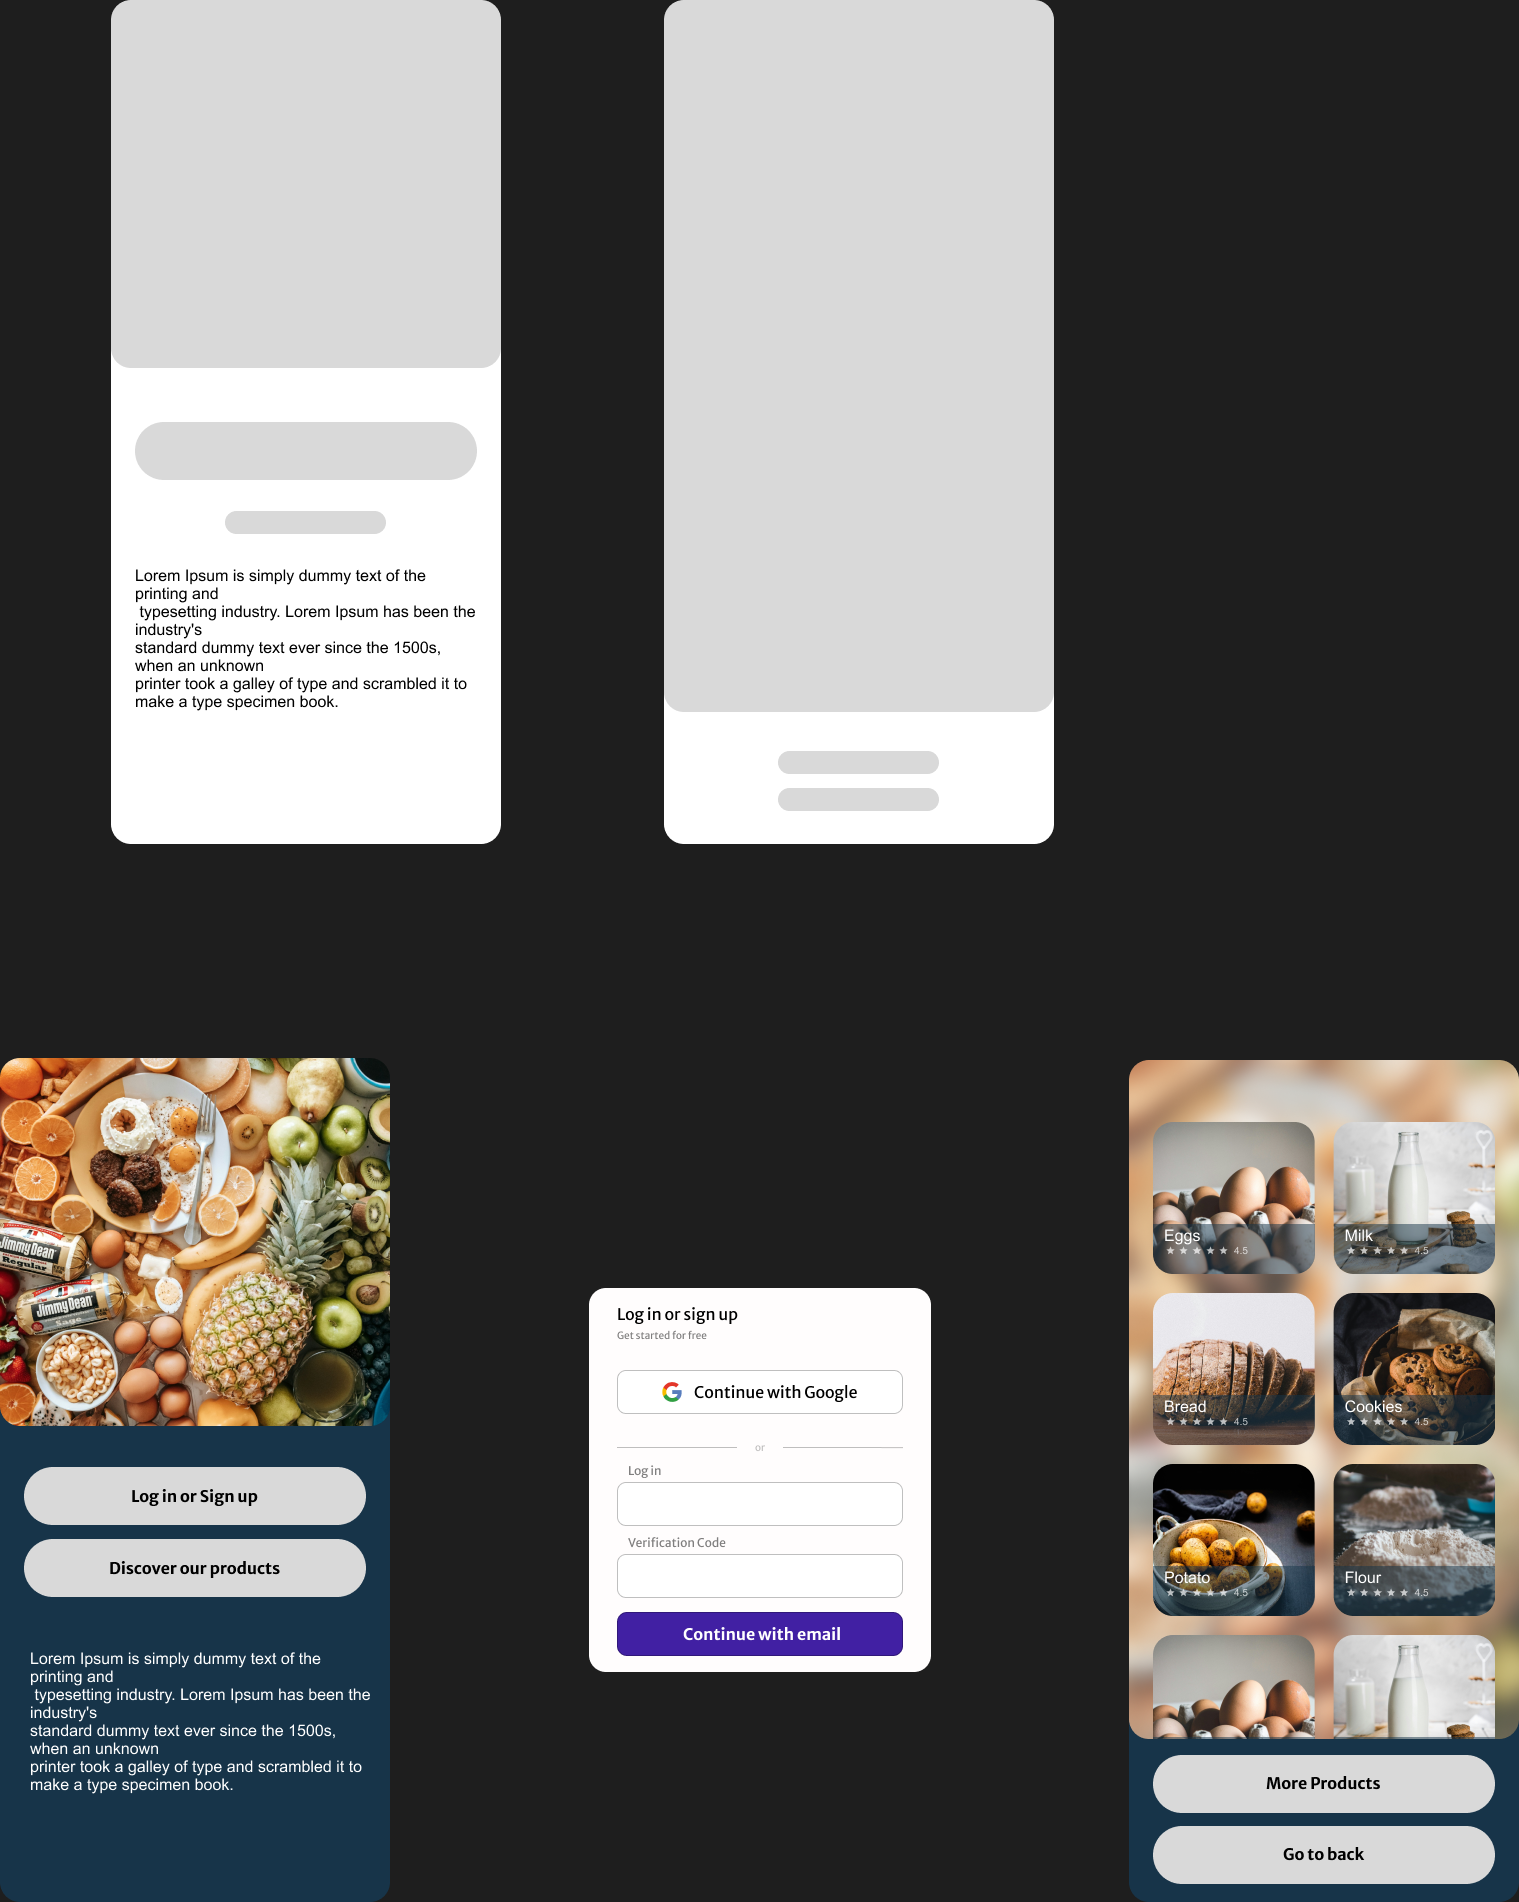 Lorem Ipsum is simply dummy text of the
printing and
typesetting industry. Lorem Ipsum has been the
industry's
standard dummy text ever since the 1500s,
when an unknown
printer took a galley of type and scrambled it to
make a type specimen book.
Jimmy Dean
Regular
Jimmy Dean
Sage
Log in or Sign up
Discover our products
Lorem Ipsum is simply dummy text of the
printing and
typesetting industry. Lorem Ipsum has been the
industry's
standard dummy text ever since the 1500s,
when an unknown
printer took a galley of type and scrambled it to
make a type specimen book.
Log in or sign up
Get started for free
Continue with Google
or
Log in
Verification Code
Continue with email
Eggs
4.5
Milk
4.5
Bread
4.5
Cookies
4.5
Potato
4.5
Flour
4.5
More Products
Go to back